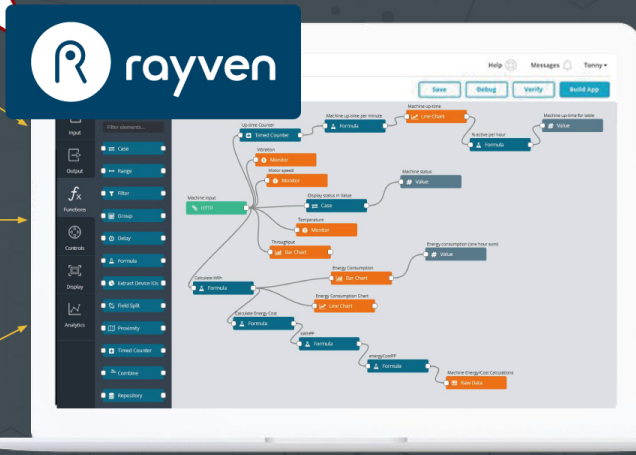 rayven
Help
Messages
Tonny
Save
Debug
Verify
Build App
Input
Output
Functions
Controls
Display
Analytics
Filter elements...
Case
Range
Filter
Group
Delay
Formula
Extract Device IDs
Field Split
Proximity
Timed Counter
Combine
Repository
Machine Input
HTTP
Up-time Counter
Timed Counter
Machine up-time per minute
Formula
Machine up-time
Line Chart
% active per hour
Formula
Machine up-time for table
Value
Vibration
Monitor
Motor speed
Monitor
Display status in Value
Case
Machine status
Value
Temperature
Monitor
Throughput
Bar Chart
Energy consumption (one hour sum)
Value
Formula
Energy Consumption
Bar Chart
Energy Consumption Chart
Line Chart
Calculate Energy Cost
Formula
Formula
energyCostPP
Formula
Machine Energy/Cost Calculations
Raw Data